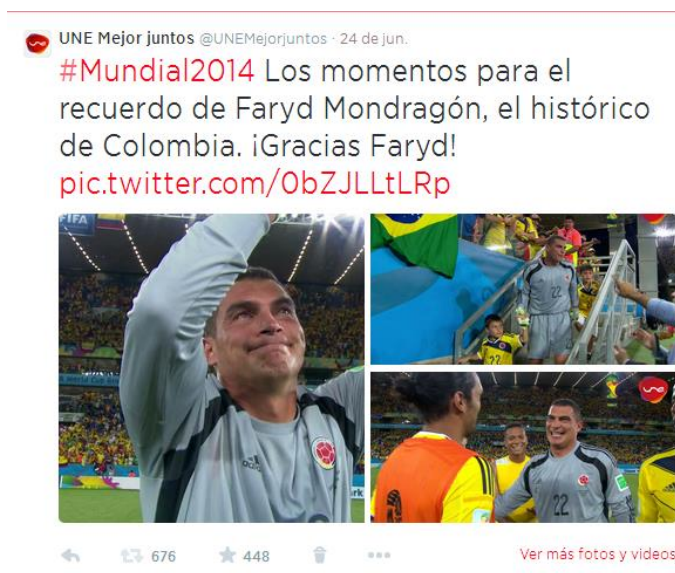 UNE Mejor juntos @UNEMejorjuntos · 24 de jun.
#Mundial2014 Los momentos para el
recuerdo de Faryd Mondragón, el histórico
de Colombia. ¡Gracias Faryd!
pic.twitter.com/0bZJLLtLRp
FIFA
adidas
22
22
22
676
448
Ver más fotos y videos